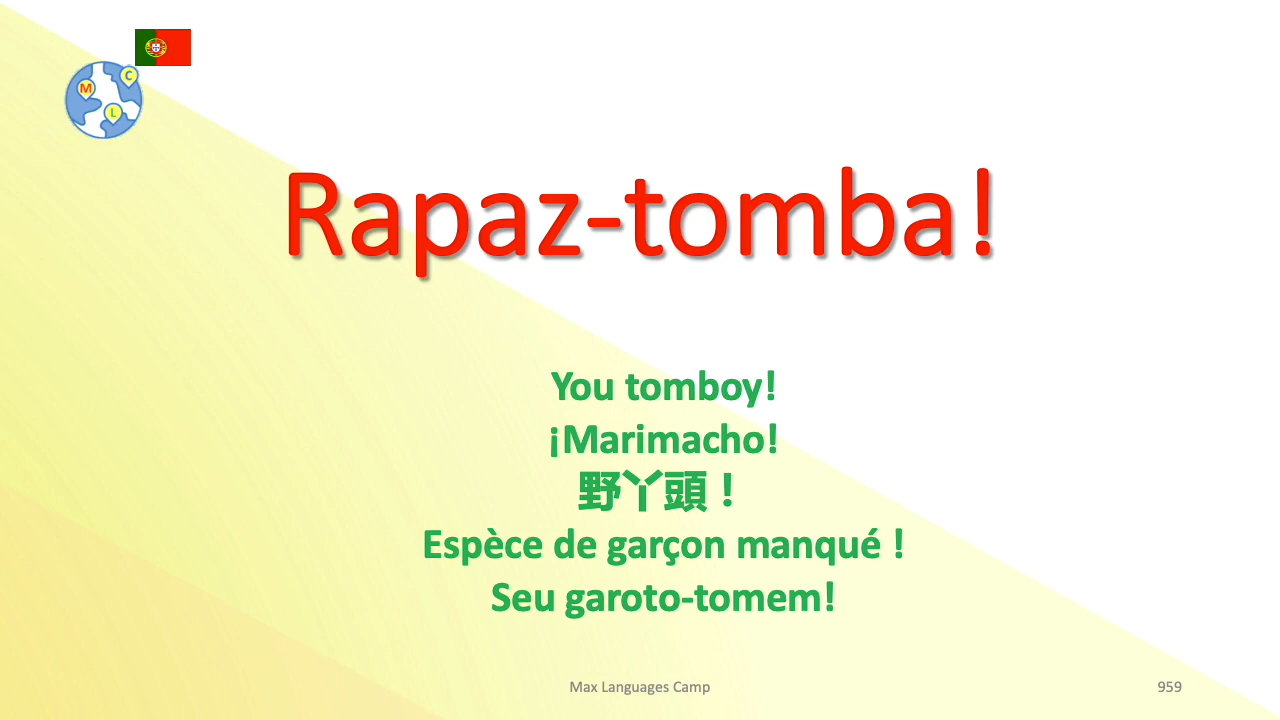 M
C
L
Rapaz-tomba!
You tomboy!
¡Marimacho!
野丫頭！
Espèce de garçon manqué !
Seu garoto-tomem!
Max Languages Camp
959